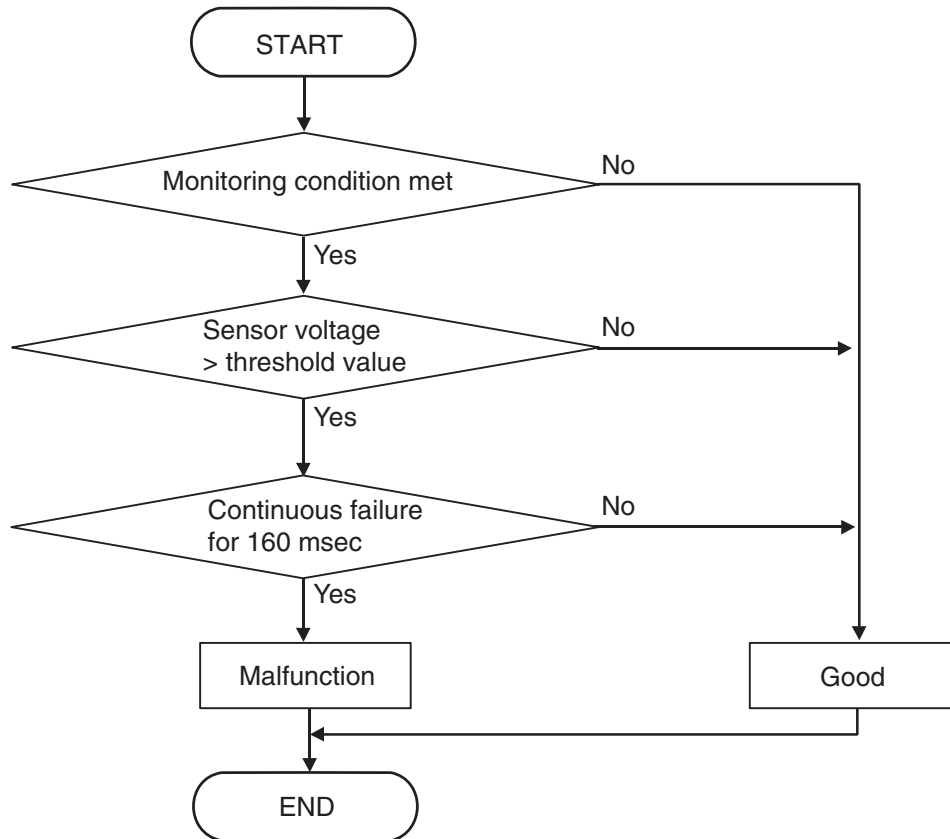 START
Monitoring condition met
No
Yes
Sensor voltage
> threshold value
No
Yes
Continuous failure
for 160 msec
No
Yes
Malfunction
Good
END